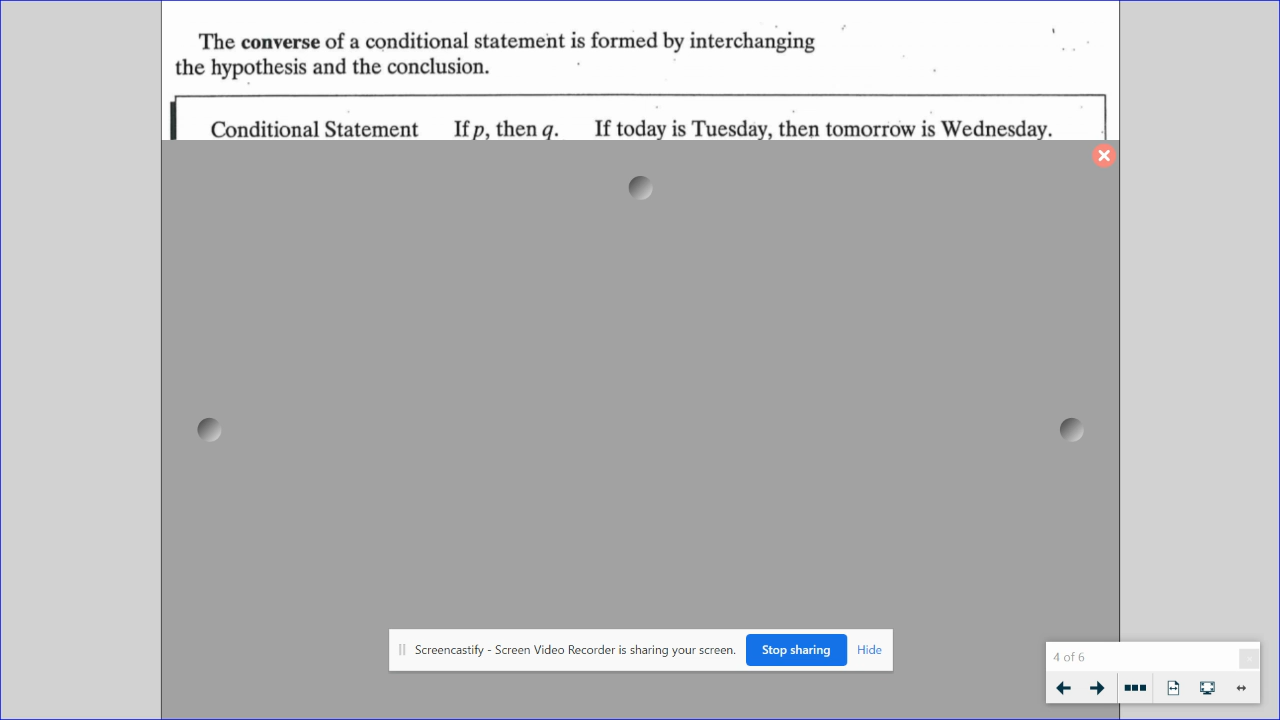 The converse of a conditional statement is formed by interchanging
the hypothesis and the conclusion.
Conditional Statement If p, then q. If today is Tuesday, then tomorrow is Wednesday.
Screencastify - Screen Video Recorder is sharing your screen. Stop sharing Hide
4 of 6